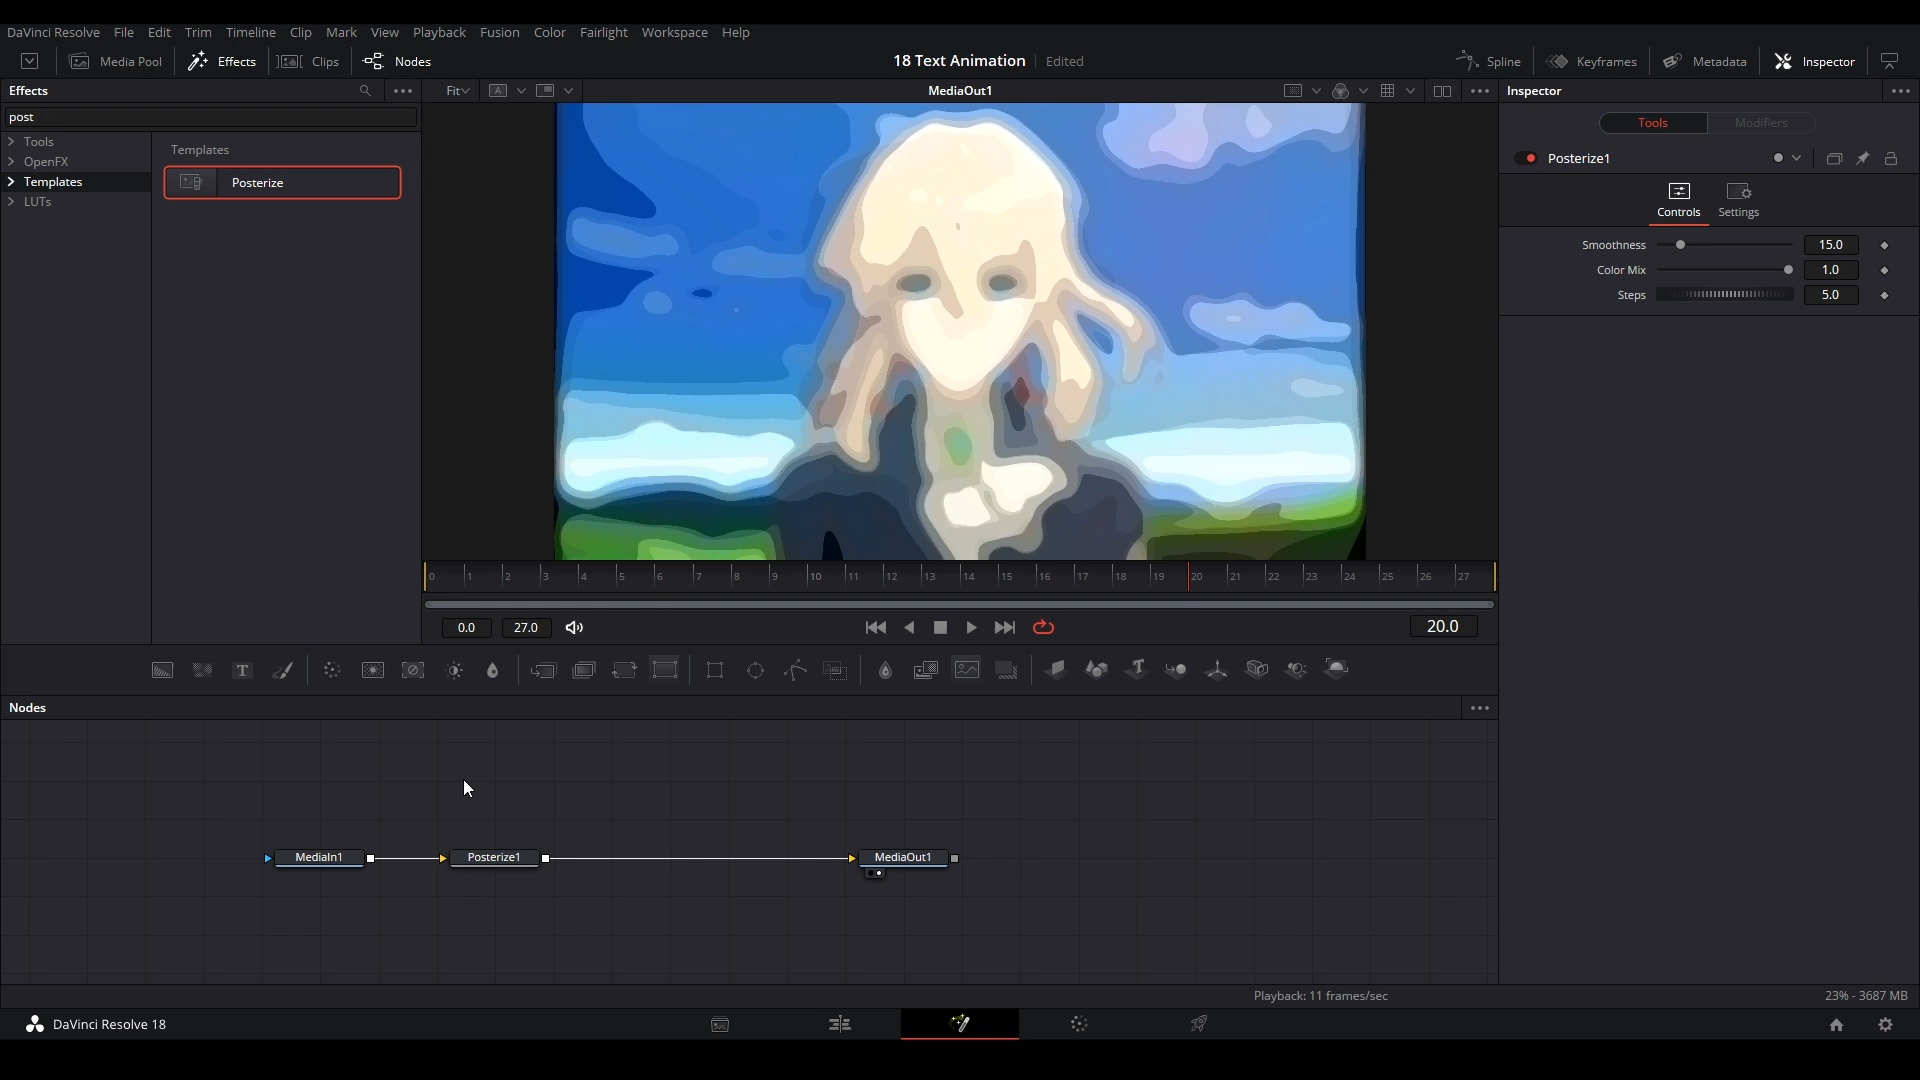 DaVinci Resolve File Edit Trim Timeline Clip Mark View Playback Fusion Color Fairlight Workspace Help
Media Pool Effects Clips Nodes 18 Text Animation Edited Spline Keyframes Metadata Inspector
Effects Fit A MediaOut1 Inspector
post
Tools
OpenFX
Templates
LUTs
Templates
Posterize
Tools Modifiers
Posterize1
Controls Settings
Smoothness 15.0
Color Mix 1.0
Steps 5.0
0 1 2 3 4 5 6 7 8 9 10 11 12 13 14 15 16 17 18 19 20 21 22 23 24 25 26 27
0.0 27.0 20.0
T T
Nodes
MediaIn1 Posterize1 MediaOut1
Playback: 11 frames/sec 23% - 3687 MB
DaVinci Resolve 18